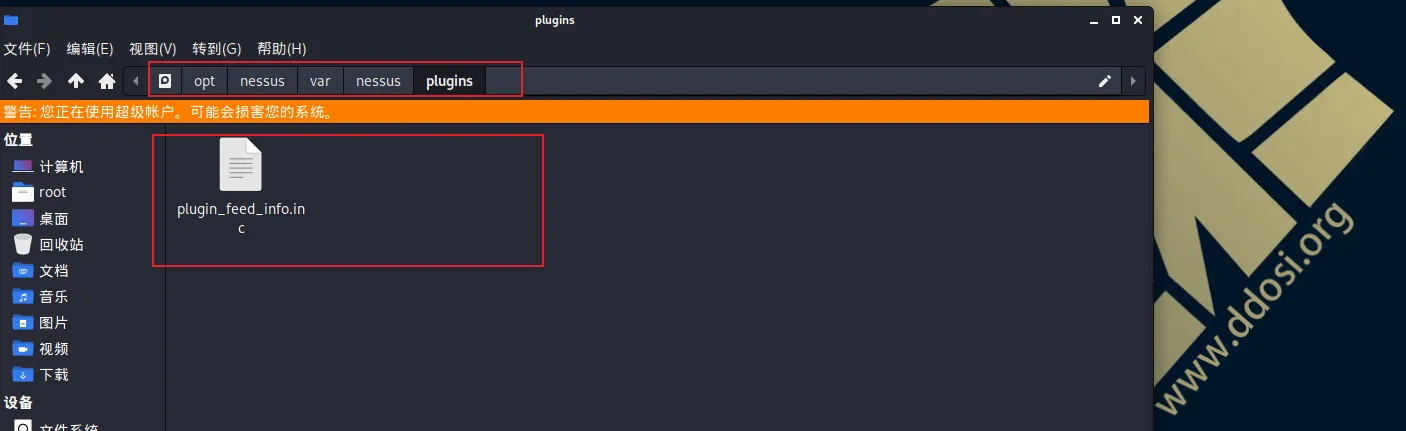 plugins
文件(F) 编辑(E) 视图(V) 转到(G) 帮助(H)
opt nessus var nessus plugins
警告: 您正在使用超级帐户。可能会损害您的系统。
位置
计算机
root
桌面
回收站
文档
音乐
图片
视频
下载
设备
文件系统
plugin_feed_info.in
c
www.ddosi.org